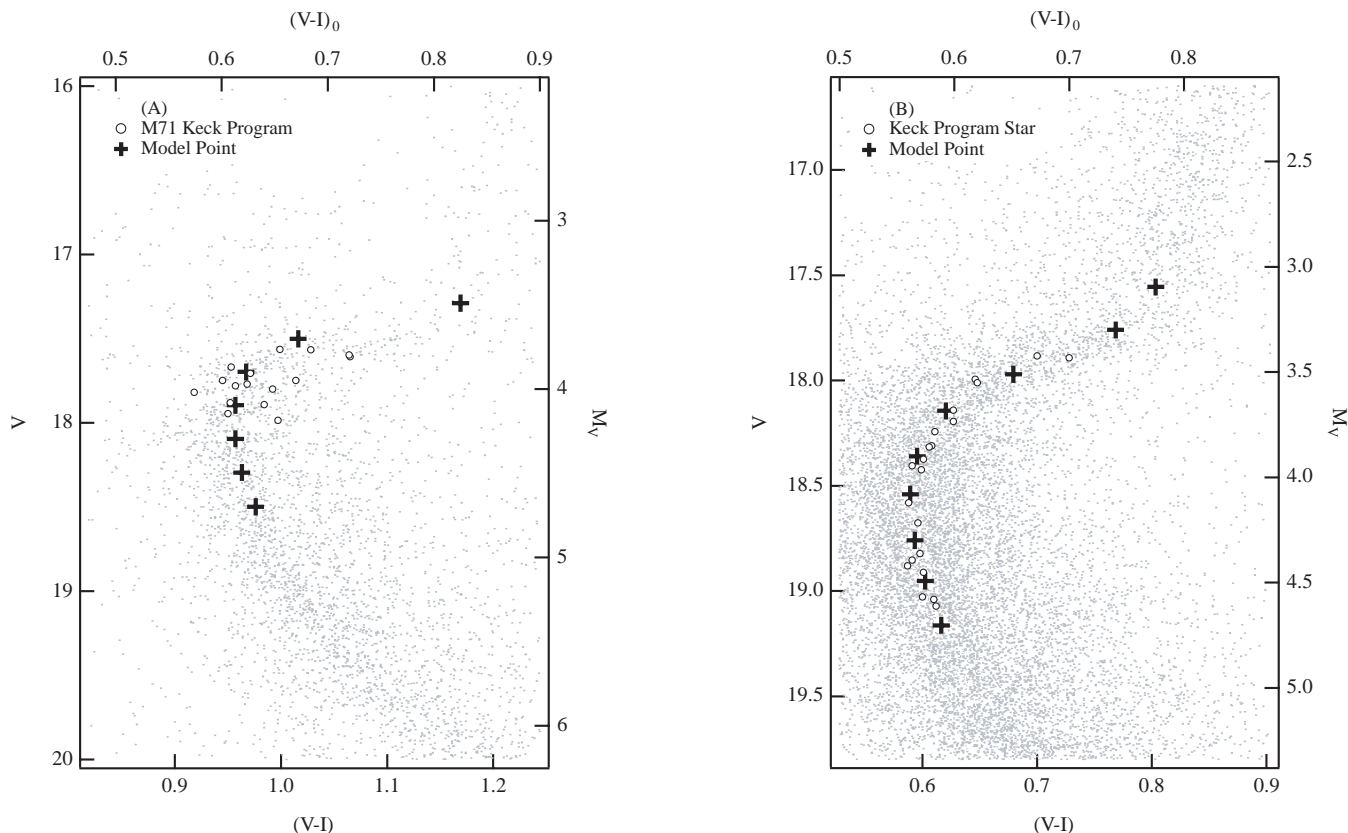 (V-I)0
0.5 0.6 0.7 0.8 0.9
16
17
18
19
20
V
(A)
M71 Keck Program
Model Point
3
4
5
6
Mv
0.9 1.0 1.1 1.2
(V-I)
(V-I)0
0.5 0.6 0.7 0.8
17.0
17.5
18.0
18.5
19.0
19.5
V
(B)
Keck Program Star
Model Point
2.5
3.0
3.5
4.0
4.5
5.0
Mv
0.6 0.7 0.8 0.9
(V-I)